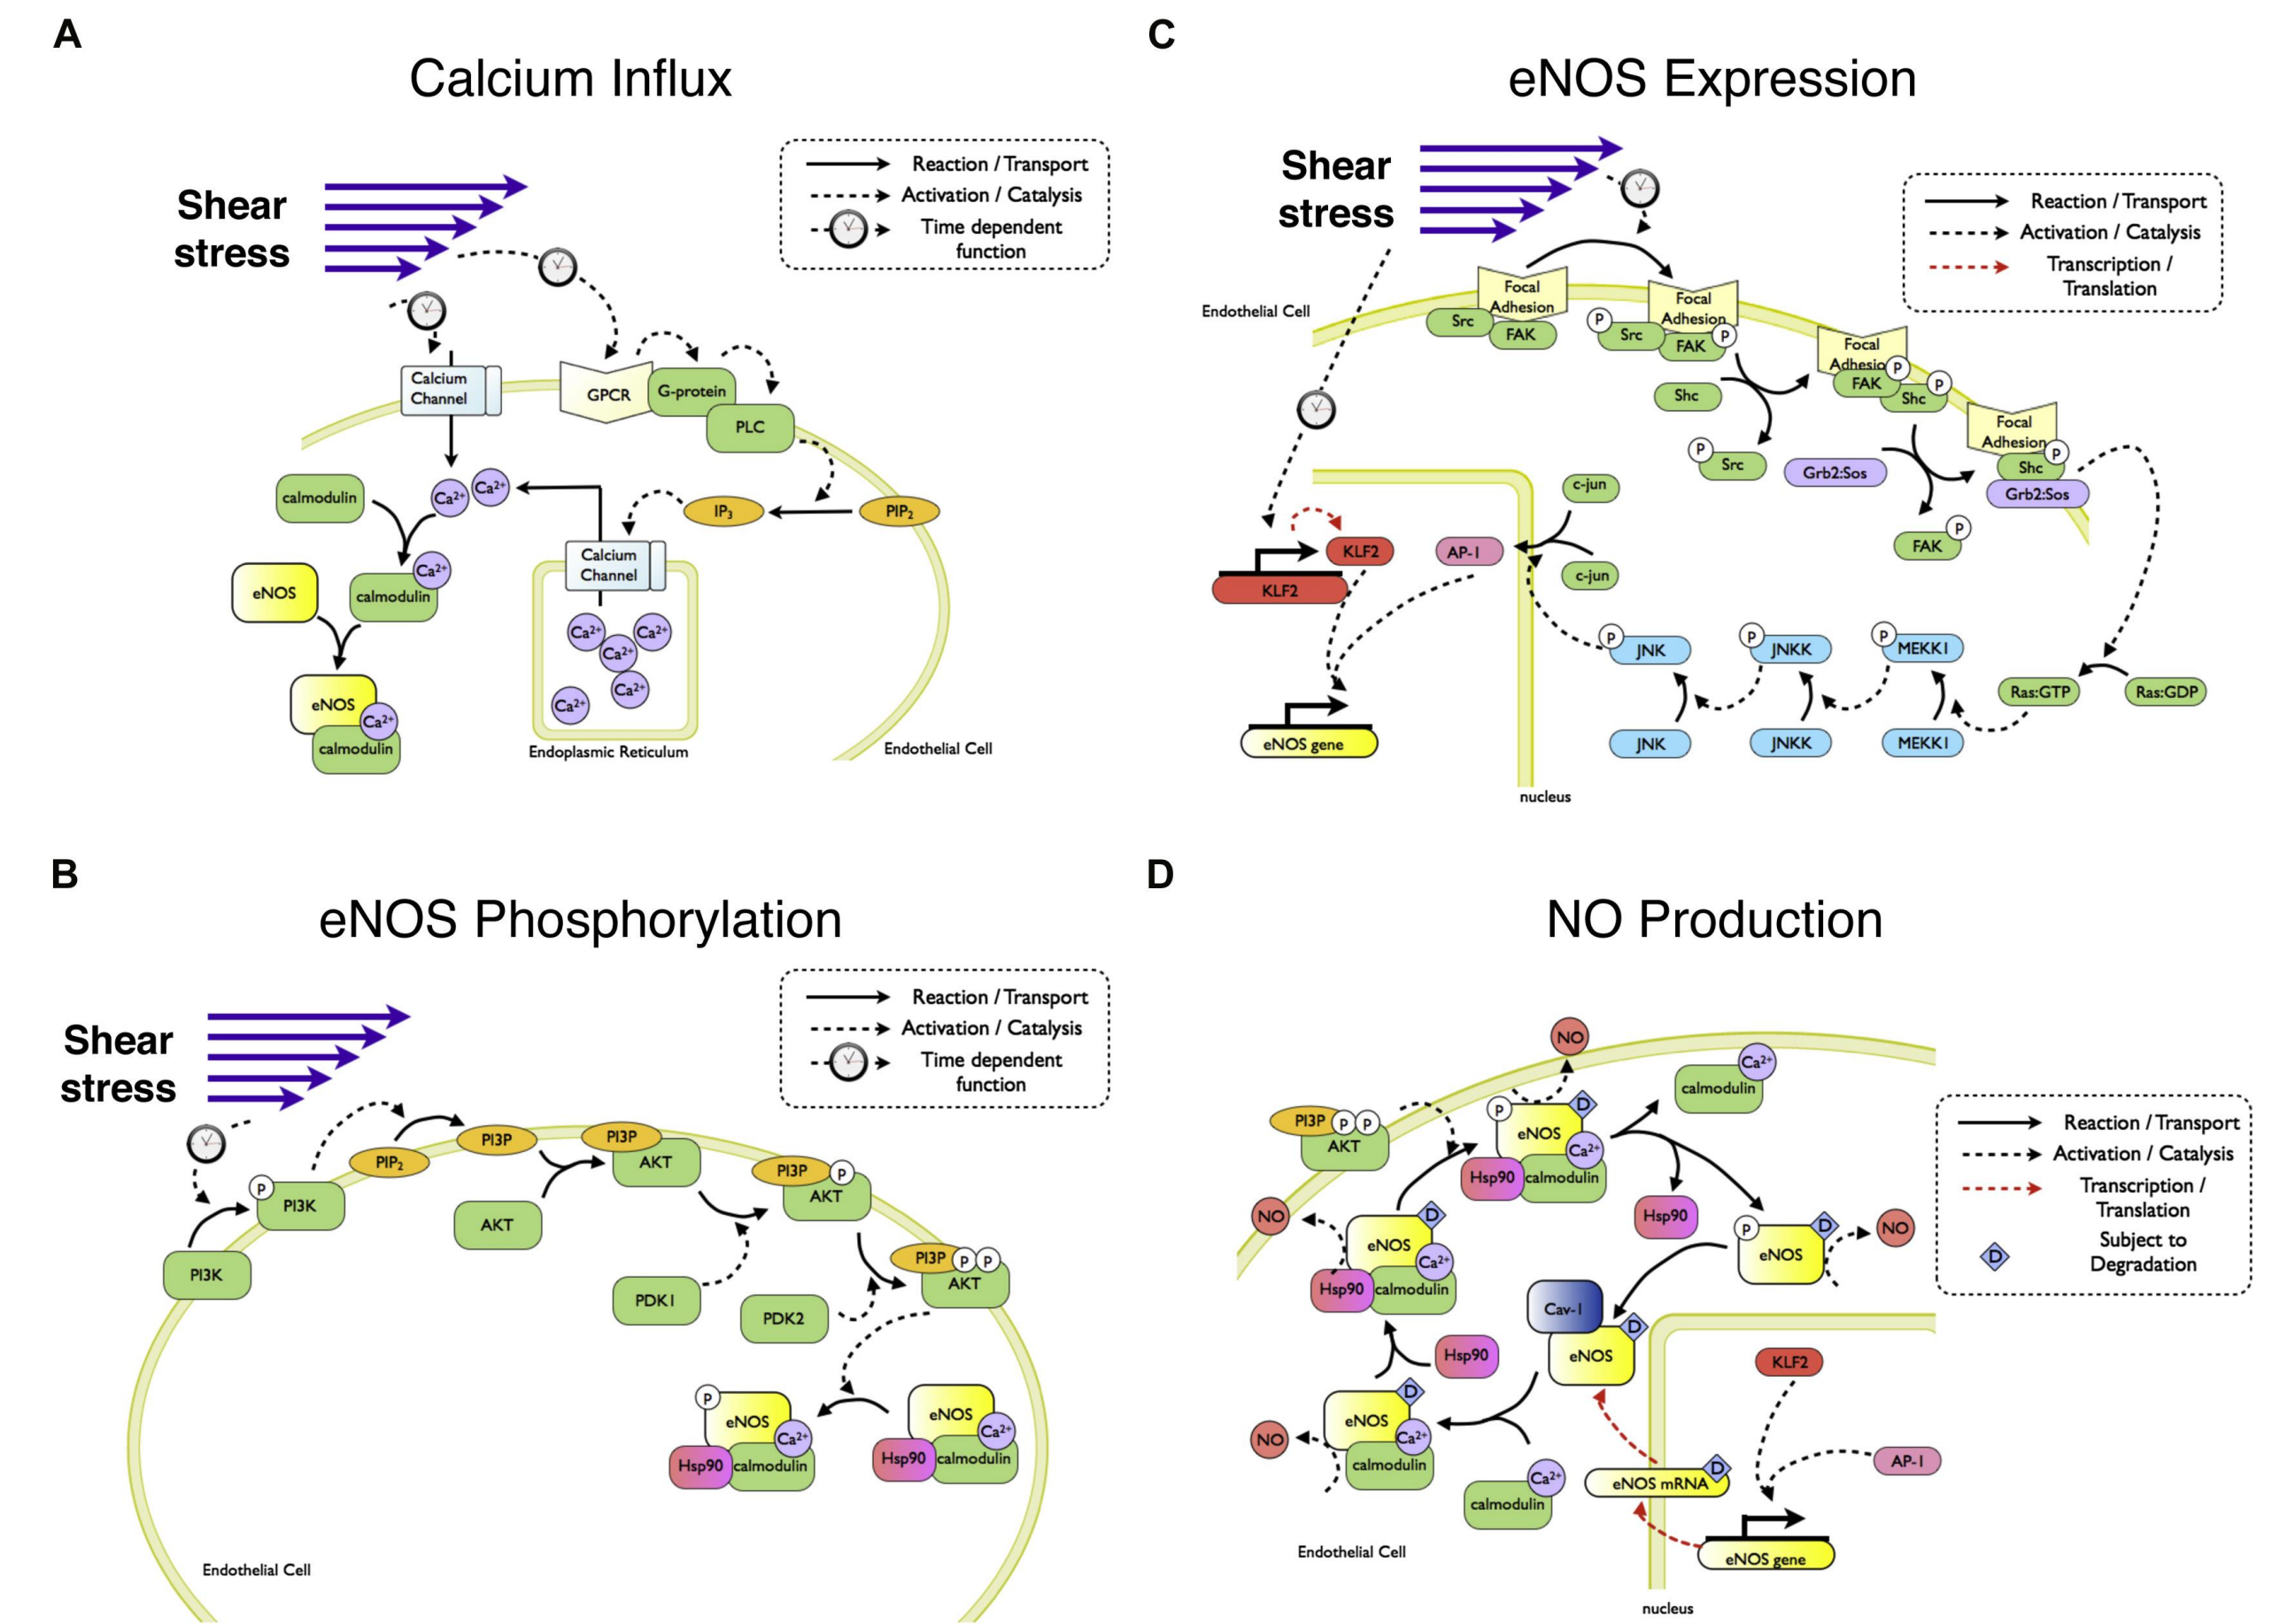 A
Calcium Influx
Shear
stress
Reaction / Transport
Activation / Catalysis
Time dependent
function
Calcium
Channel
GPCR
G-protein
PLC
calmodulin
Ca2+
Ca2+
IP3
PIP2
Calcium
Channel
Ca2+
eNOS
calmodulin
Ca2+
Ca2+
Ca2+
Ca2+
Ca2+
eNOS
Ca2+
calmodulin
Endoplasmic Reticulum
Endothelial Cell
B
eNOS Phosphorylation
Shear
stress
Reaction / Transport
Activation / Catalysis
Time dependent
function
P
PI3K
PI3K
PIP2
PI3P
PI3P
AKT
AKT
PI3P
P
AKT
PDK1
PDK2
PI3P
P
P
AKT
P
eNOS
Ca2+
Hsp90
calmodulin
eNOS
Ca2+
Hsp90
calmodulin
Endothelial Cell
C
eNOS Expression
Shear
stress
Reaction / Transport
Activation / Catalysis
Transcription /
Translation
Endothelial Cell
Focal
Adhesion
Src
FAK
Focal
Adhesion
P
Src
FAK
P
Focal
Adhesion
P
FAK
P
Shc
Shc
P
Src
Focal
Adhesion
P
Shc
Grb2:Sos
Grb2:Sos
P
FAK
c-jun
c-jun
AP-1
KLF2
KLF2
P
JNK
P
JNKK
P
MEKK1
Ras:GTP
Ras:GDP
JNK
JNKK
MEKK1
eNOS gene
nucleus
D
NO Production
Reaction / Transport
Activation / Catalysis
Transcription /
Translation
D
Subject to
Degradation
NO
Ca2+
calmodulin
PI3P
P
P
AKT
P
D
eNOS
Ca2+
Hsp90
calmodulin
Hsp90
NO
D
eNOS
Ca2+
Hsp90
calmodulin
P
D
eNOS
NO
Cav-1
D
eNOS
Hsp90
KLF2
D
eNOS
Ca2+
calmodulin
NO
Ca2+
calmodulin
D
eNOS mRNA
AP-1
eNOS gene
Endothelial Cell
nucleus